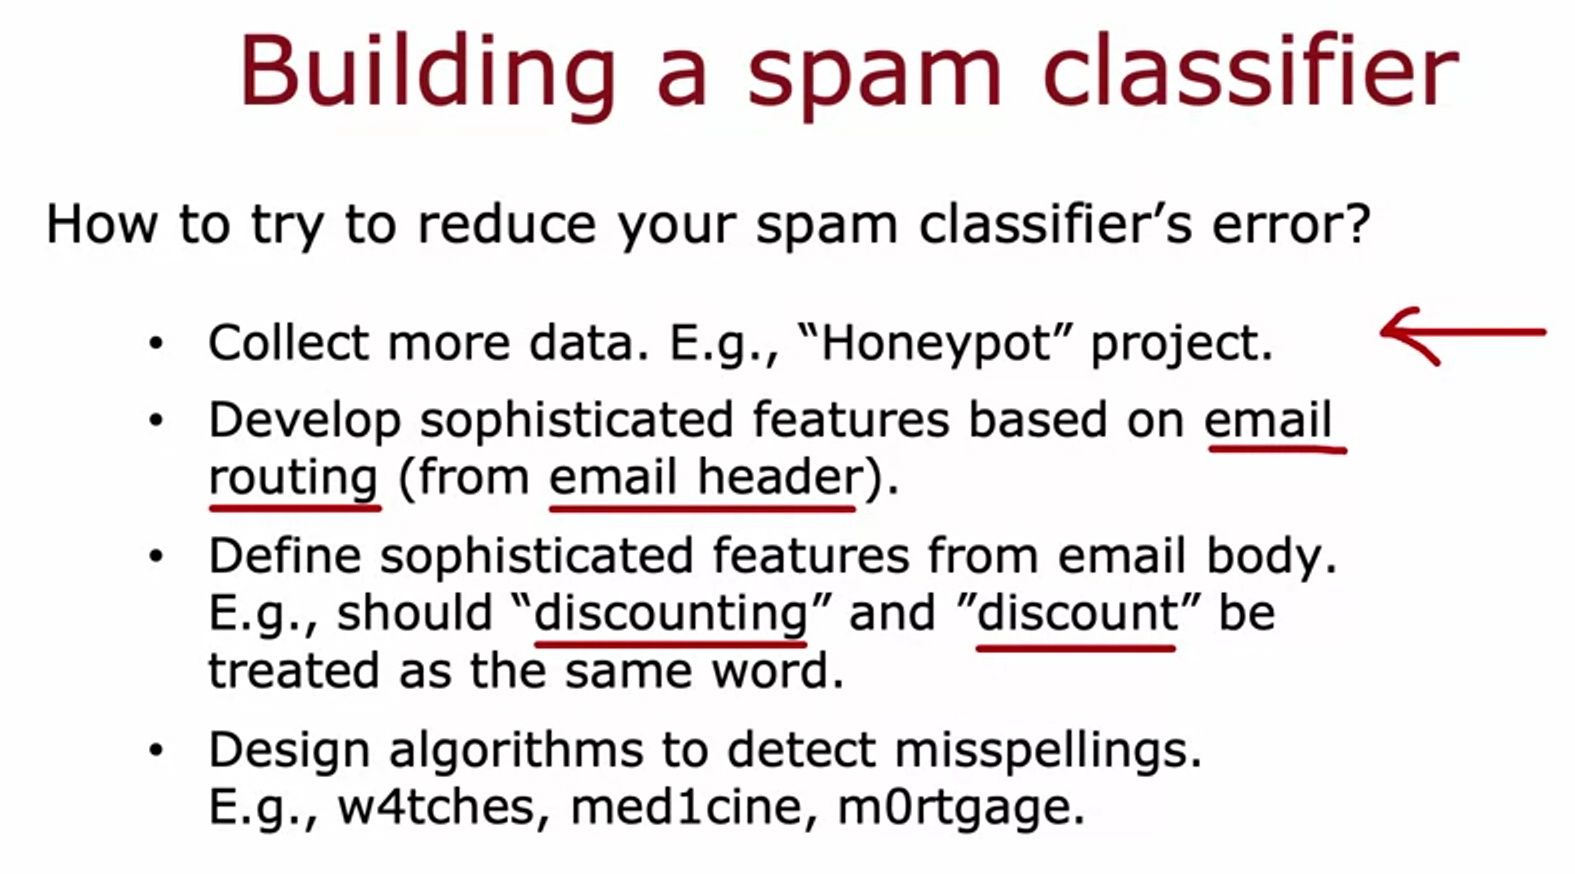 Building a spam classifier
How to try to reduce your spam classifier’s error?
• Collect more data. E.g., “Honeypot” project.
• Develop sophisticated features based on email
routing (from email header).
• Define sophisticated features from email body.
E.g., should “discounting” and ”discount” be
treated as the same word.
• Design algorithms to detect misspellings.
E.g., w4tches, med1cine, m0rtgage.